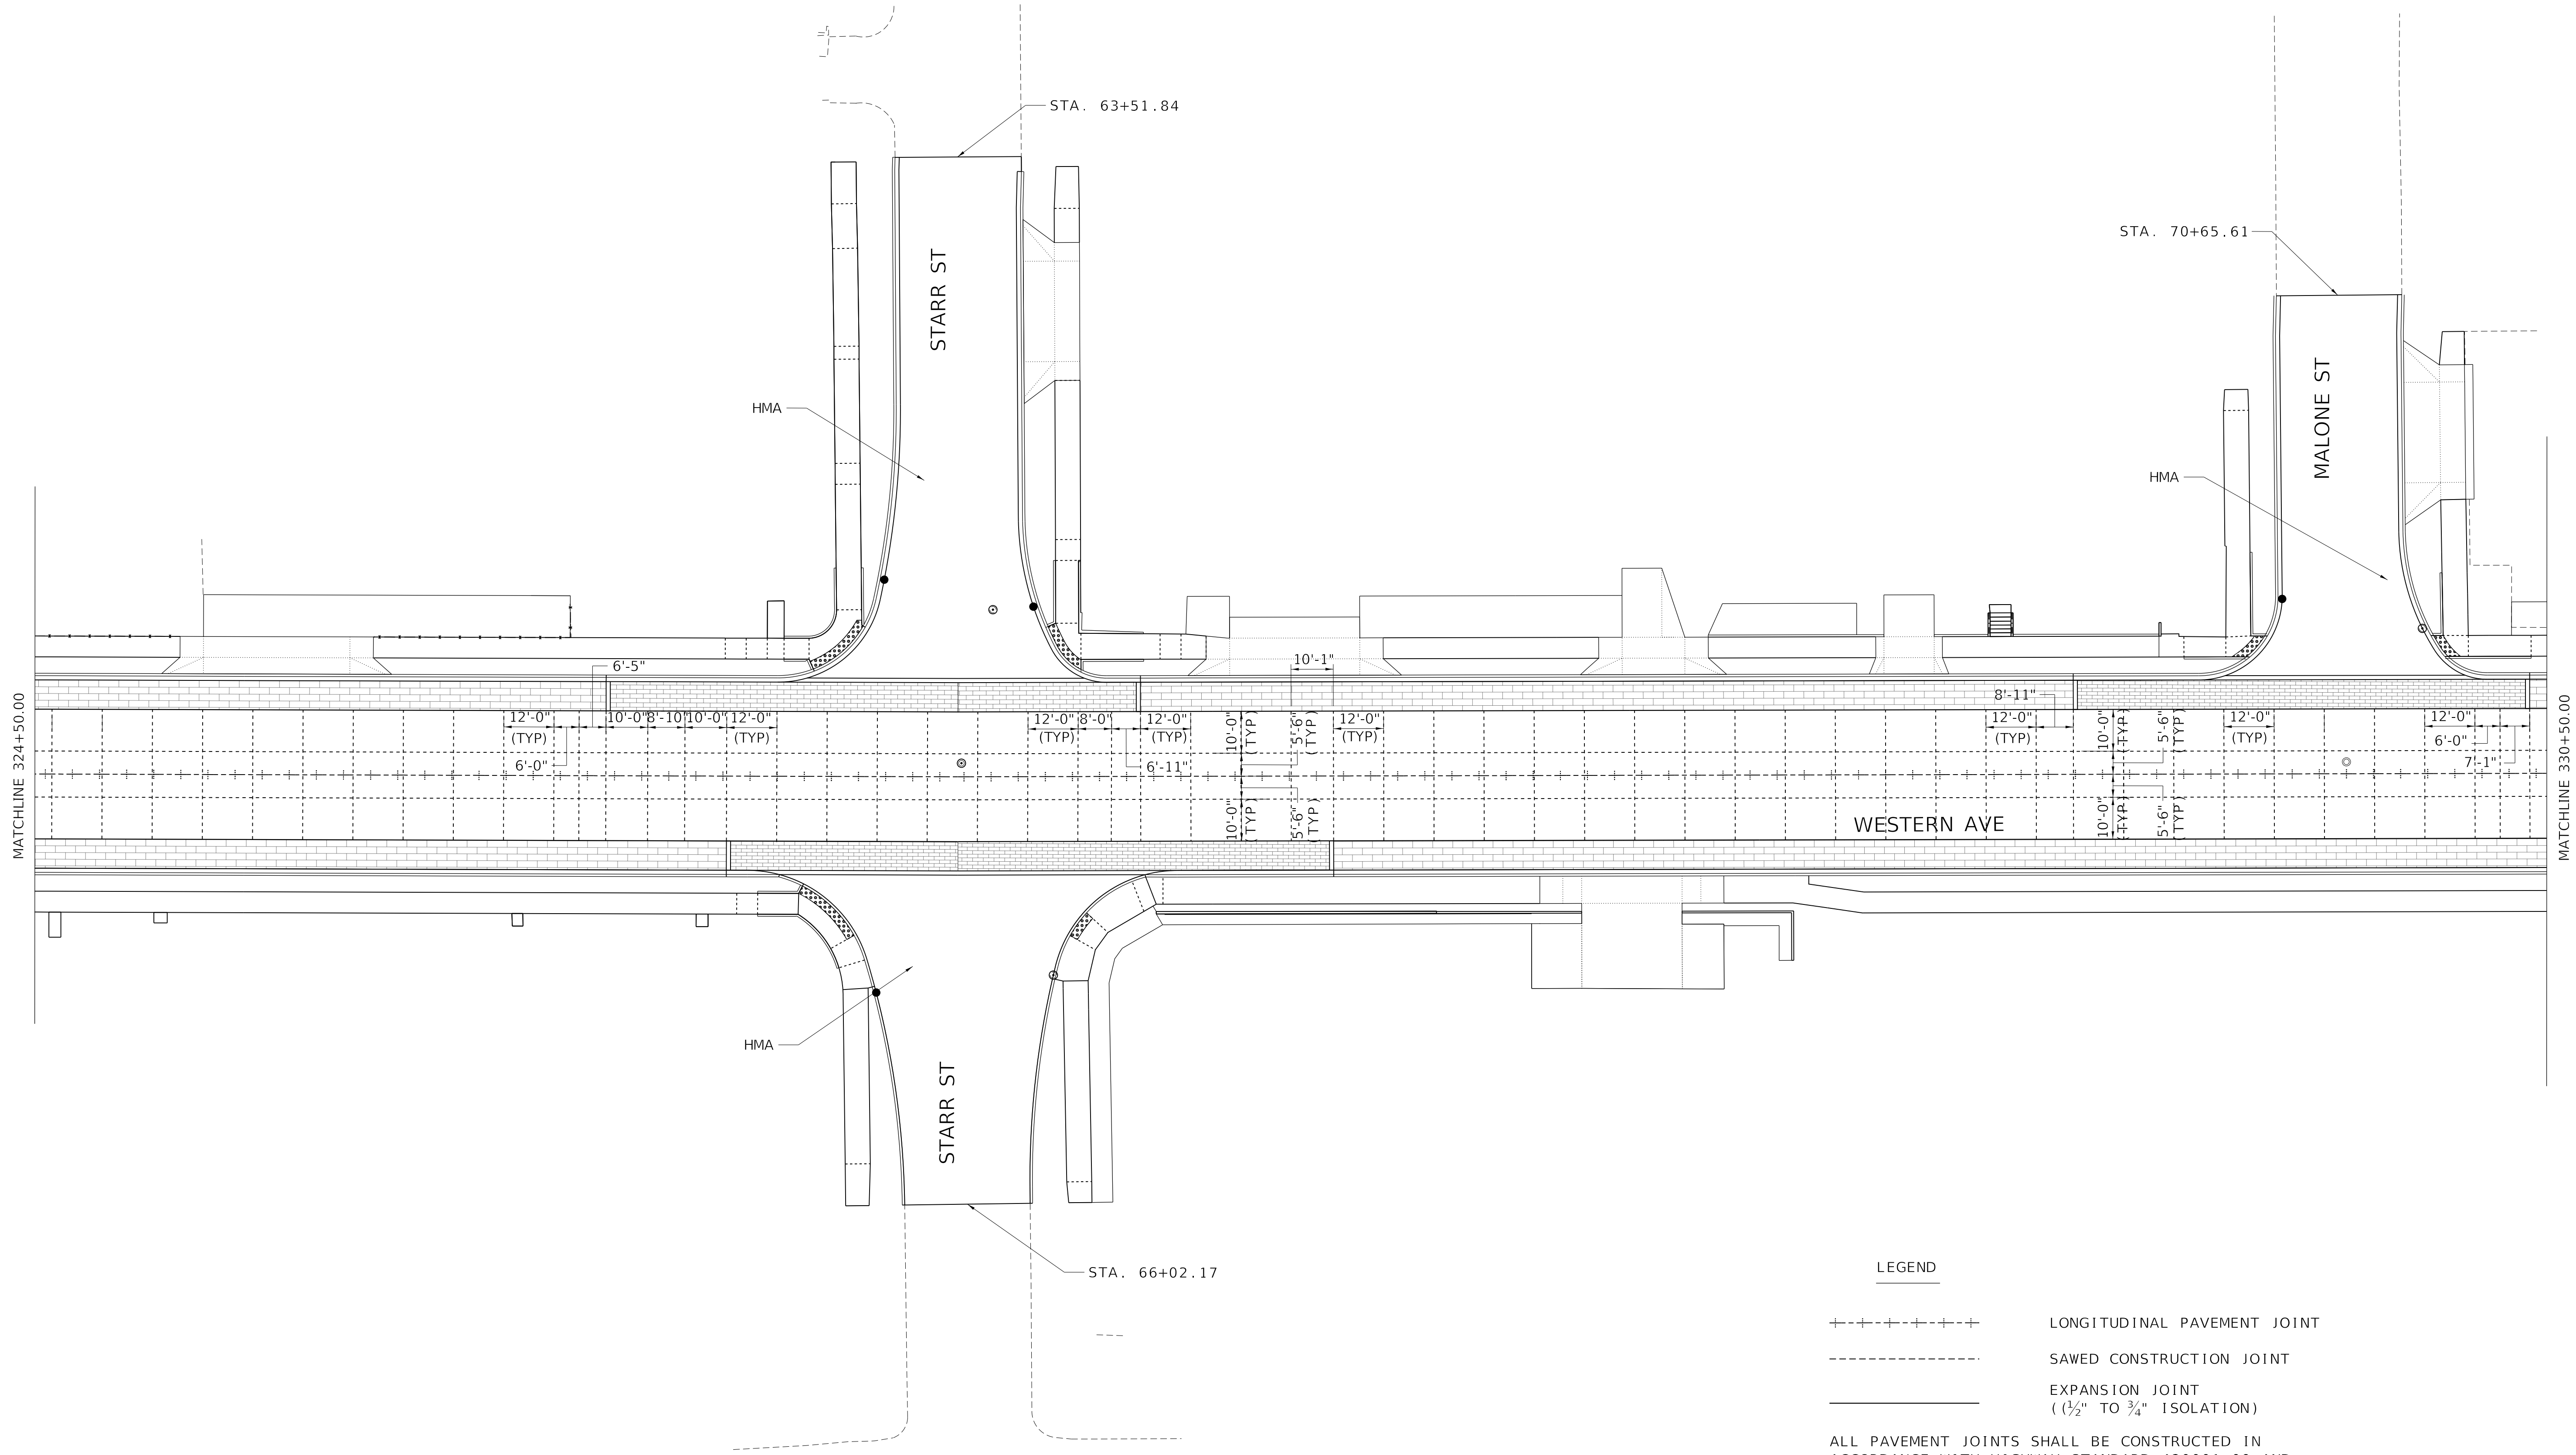 STA. 63+51.84
STA. 70+65.61
STARR ST
MALONE ST
HMA
HMA
MATCHLINE 324+50.00
MATCHLINE 330+50.00
6'-5"
10'-1"
8'-11"
12'-0"
(TYP)
6'-0"
10'-0"
8'-10"
10'-0"
12'-0"
(TYP)
12'-0"
(TYP)
8'-0"
6'-11"
12'-0"
(TYP)
10'-0"
(TYP)
5'-6"
(TYP)
12'-0"
(TYP)
12'-0"
(TYP)
10'-0"
(TYP)
5'-6"
(TYP)
12'-0"
(TYP)
12'-0"
6'-0"
7'-1"
10'-0"
(TYP)
5'-6"
(TYP)
10'-0"
(TYP)
5'-6"
(TYP)
WESTERN AVE
HMA
STARR ST
STA. 66+02.17
LEGEND
LONGITUDINAL PAVEMENT JOINT
SAWED CONSTRUCTION JOINT
EXPANSION JOINT
((½" TO ¾" ISOLATION)
ALL PAVEMENT JOINTS SHALL BE CONSTRUCTED IN